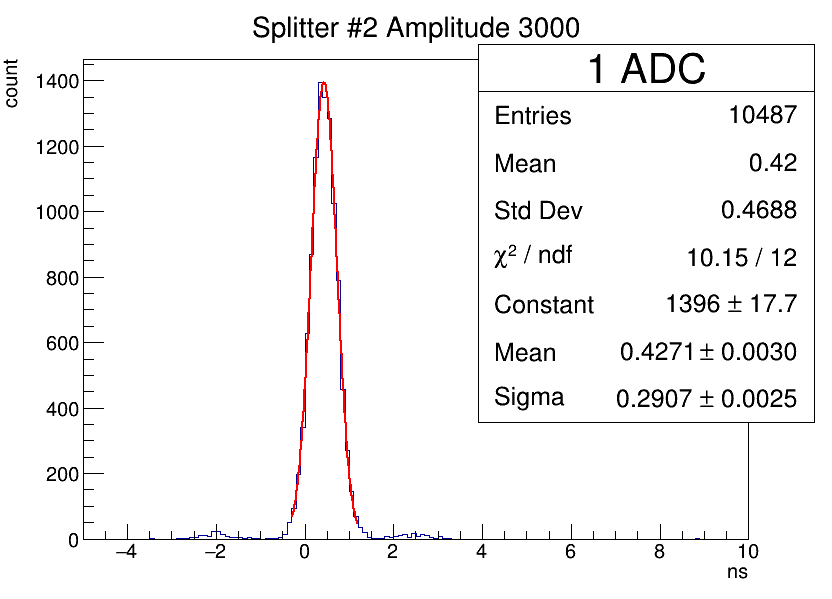 Splitter #2 Amplitude 3000
count
1 ADC
Entries 10487
Mean 0.42
Std Dev 0.4688
χ² / ndf 10.15 / 12
Constant 1396 ± 17.7
Mean 0.4271 ± 0.0030
Sigma 0.2907 ± 0.0025
1400
1200
1000
800
600
400
200
0
−4 −2 0 2 4 6 8 10
ns